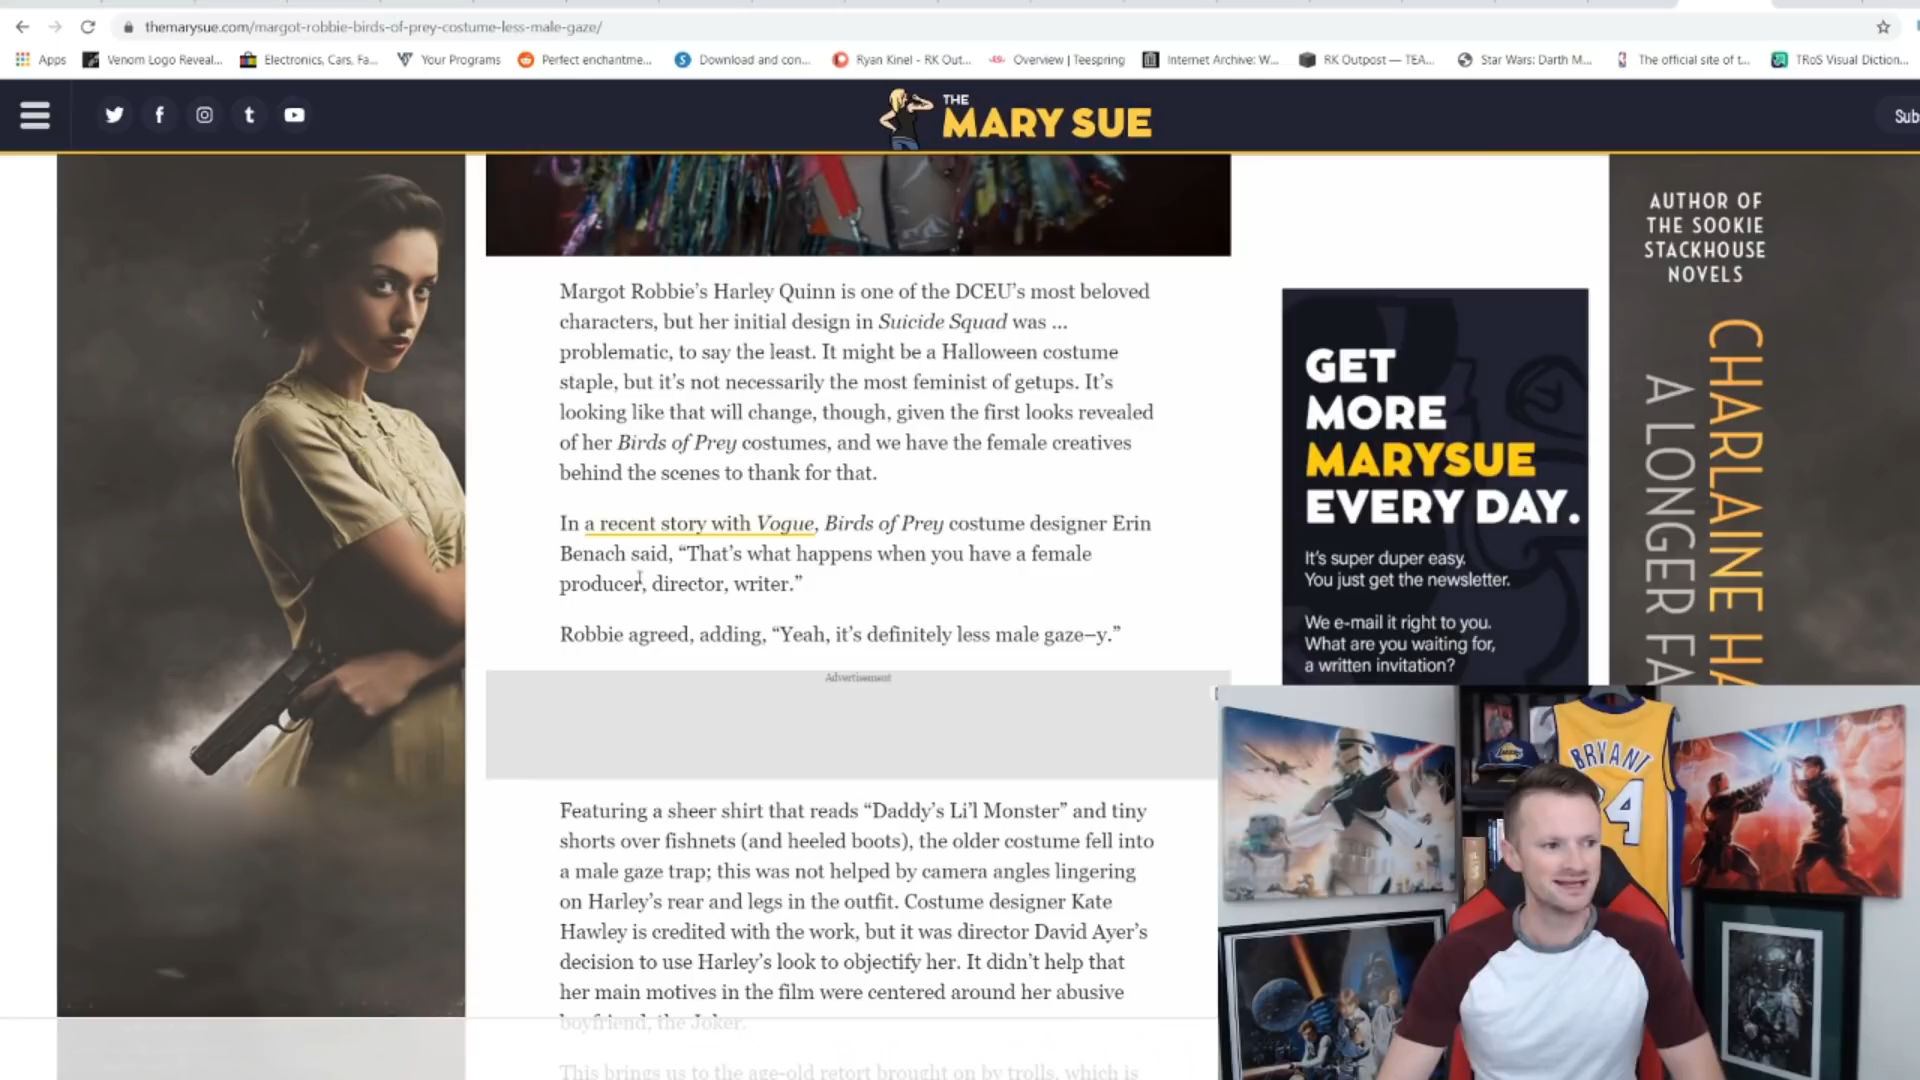 themarysue.com/margot-robbie-birds-of-prey-costume-less-male-gaze/
Apps
Venom Logo Reveal...
Electronics, Cars, Fa...
Your Programs
Perfect enchantme...
Download and con...
Ryan Kinel - RK Out...
Overview | Teespring
Internet Archive: W...
RK Outpost — TEA...
Star Wars: Darth M...
The official site of t...
TRoS Visual Diction...
THE
MARY SUE
Sub
Margot Robbie’s Harley Quinn is one of the DCEU’s most beloved
characters, but her initial design in Suicide Squad was ...
problematic, to say the least. It might be a Halloween costume
staple, but it’s not necessarily the most feminist of getups. It’s
looking like that will change, though, given the first looks revealed
of her Birds of Prey costumes, and we have the female creatives
behind the scenes to thank for that.
In a recent story with Vogue, Birds of Prey costume designer Erin
Benach said, “That’s what happens when you have a female
producer, director, writer.”
Robbie agreed, adding, “Yeah, it’s definitely less male gaze–y.”
Advertisement
Featuring a sheer shirt that reads “Daddy’s Li’l Monster” and tiny
shorts over fishnets (and heeled boots), the older costume fell into
a male gaze trap; this was not helped by camera angles lingering
on Harley’s rear and legs in the outfit. Costume designer Kate
Hawley is credited with the work, but it was director David Ayer’s
decision to use Harley’s look to objectify her. It didn’t help that
her main motives in the film were centered around her abusive
boyfriend, the Joker.
This brings us to the age-old retort brought on by trolls, which is
GET
MORE
MARYSUE
EVERY DAY.
It’s super duper easy.
You just get the newsletter.
We e-mail it right to you.
What are you waiting for,
a written invitation?
AUTHOR OF
THE SOOKIE
STACKHOUSE
NOVELS
CHARLAINE HA
A LONGER FA
BRYANT
24